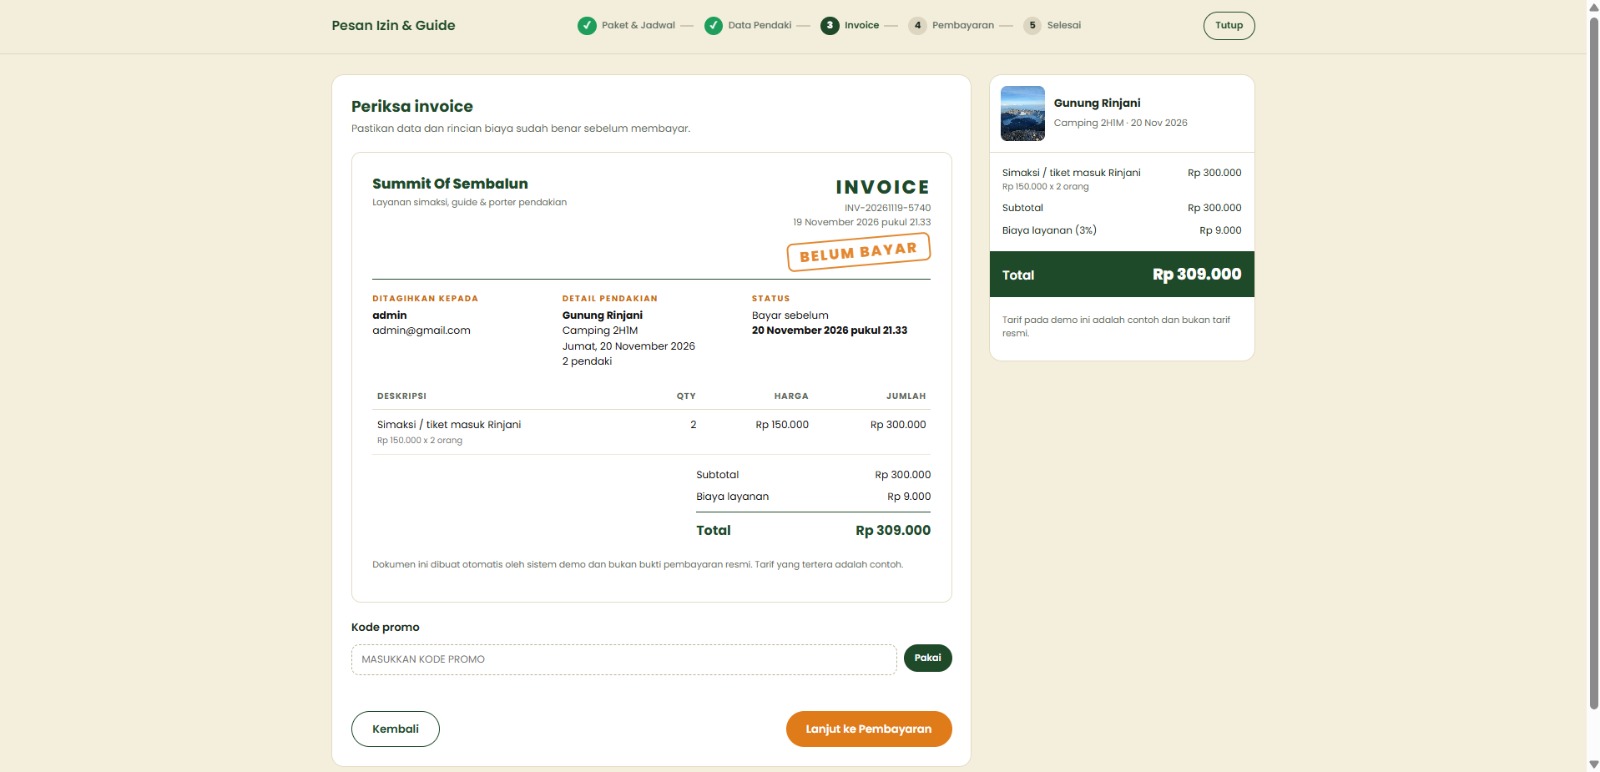 Pesan Izin & Guide
Paket & Jadwal
Data Pendaki
3 Invoice
4 Pembayaran
5 Selesai
Tutup
Periksa invoice
Pastikan data dan rincian biaya sudah benar sebelum membayar.
Summit Of Sembalun
Layanan simaksi, guide & porter pendakian
INVOICE
INV-20261119-5740
19 November 2026 pukul 21.33
BELUM BAYAR
DITAGIHKAN KEPADA
admin
admin@gmail.com
DETAIL PENDAKIAN
Gunung Rinjani
Camping 2H1M
Jumat, 20 November 2026
2 pendaki
STATUS
Bayar sebelum
20 November 2026 pukul 21.33
DESKRIPSI QTY HARGA JUMLAH
Simaksi / tiket masuk Rinjani 2 Rp 150.000 Rp 300.000
Rp 150.000 x 2 orang
Subtotal Rp 300.000
Biaya layanan Rp 9.000
Total Rp 309.000
Dokumen ini dibuat otomatis oleh sistem demo dan bukan bukti pembayaran resmi. Tarif yang tertera adalah contoh.
Kode promo
MASUKKAN KODE PROMO
Pakai
Kembali
Lanjut ke Pembayaran
Gunung Rinjani
Camping 2H1M · 20 Nov 2026
Simaksi / tiket masuk Rinjani Rp 300.000
Rp 150.000 x 2 orang
Subtotal Rp 300.000
Biaya layanan (3%) Rp 9.000
Total Rp 309.000
Tarif pada demo ini adalah contoh dan bukan tarif
resmi.